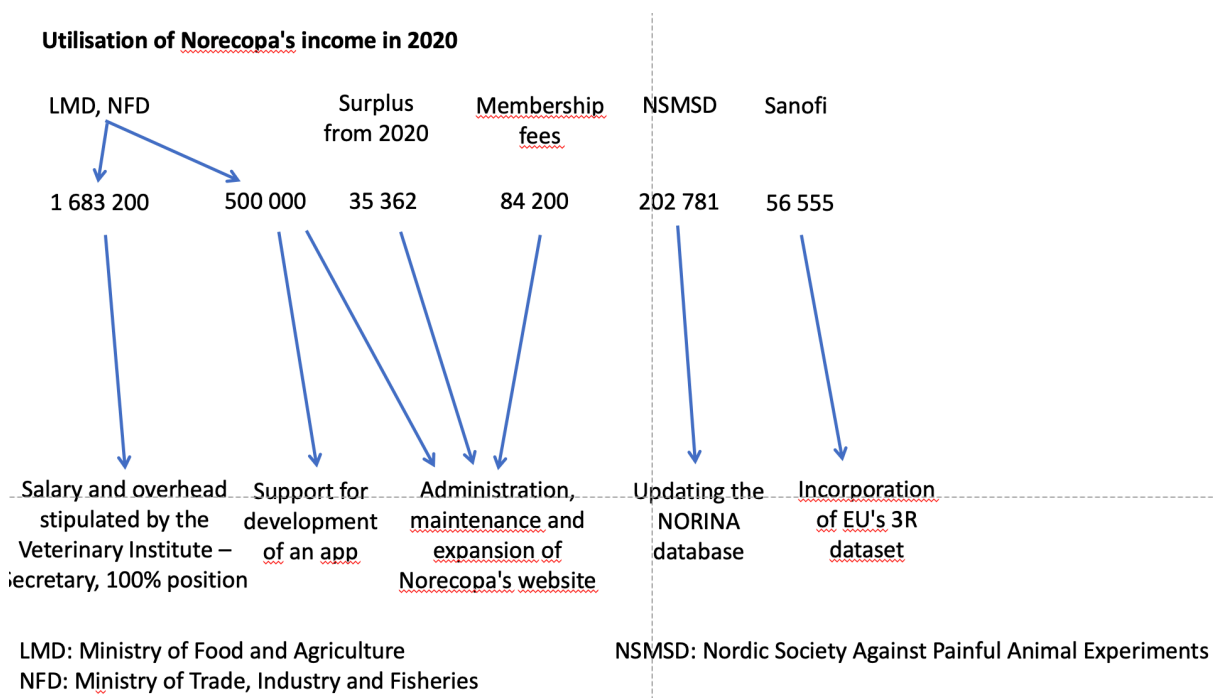 Utilisation of Norecopa's income in 2020
LMD, NFD
Surplus
from 2020
Membership
fees
NSMSD
Sanofi
1 683 200
500 000
35 362
84 200
202 781
56 555
Salary and overhead
stipulated by the
Veterinary Institute –
Secretary, 100% position
Support for
development
of an app
Administration,
maintenance and
expansion of
Norecopa's website
Updating the
NORINA
database
Incorporation
of EU's 3R
dataset
LMD: Ministry of Food and Agriculture
NFD: Ministry of Trade, Industry and Fisheries
NSMSD: Nordic Society Against Painful Animal Experiments